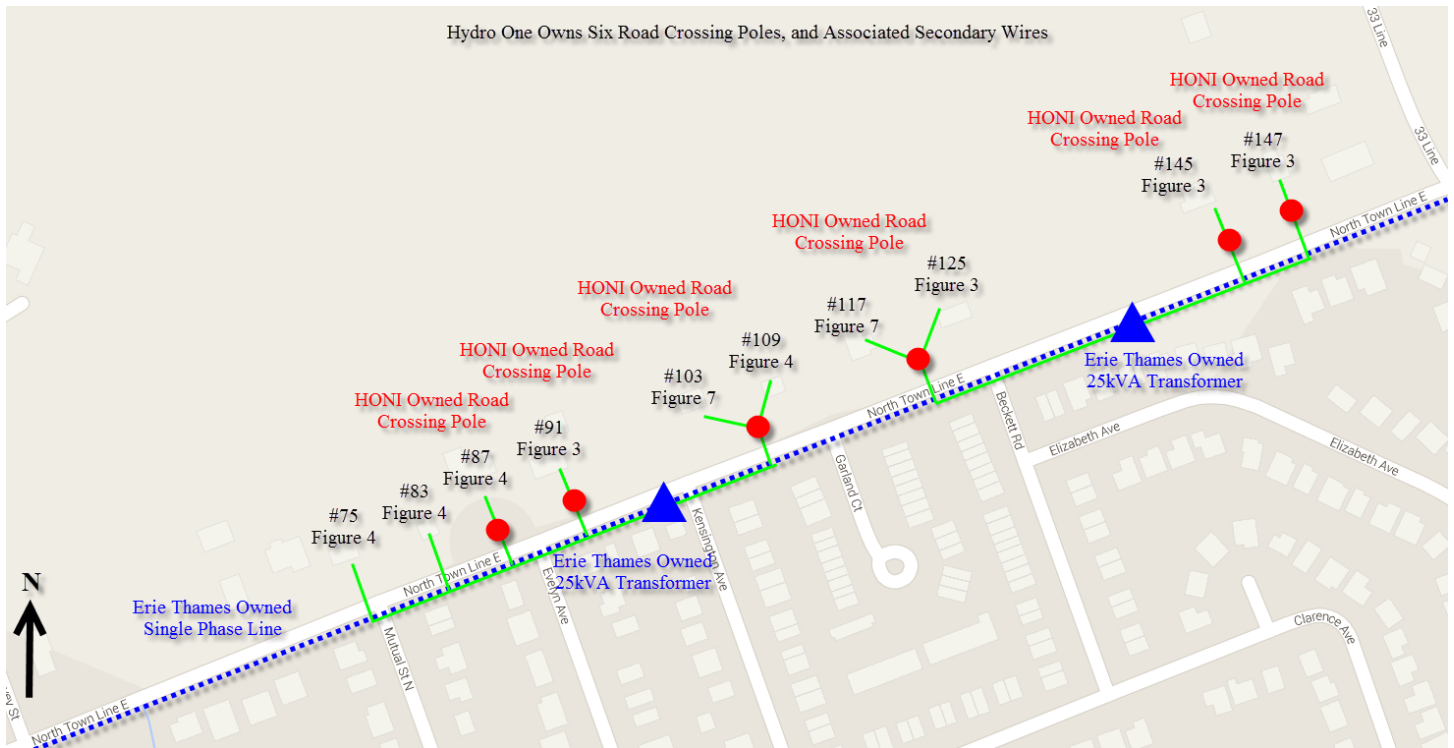 Hydro One Owns Six Road Crossing Poles, and Associated Secondary Wires
33 Line
HONI Owned Road
Crossing Pole
HONI Owned Road
Crossing Pole
#147
Figure 3
#145
Figure 3
33 Line
North Town Line E
HONI Owned Road
Crossing Pole
#125
Figure 3
#117
Figure 7
HONI Owned Road
Crossing Pole
#109
Figure 4
#103
Figure 7
HONI Owned Road
Crossing Pole
HONI Owned Road
Crossing Pole
#91
Figure 3
#87
Figure 4
#83
Figure 4
#75
Figure 4
Erie Thames Owned
25kVA Transformer
North Town Line E
Beckett Rd
Elizabeth Ave
Elizabeth Ave
Garland Ct
Kensington Ave
North Town Line E
Evelyn Ave
Erie Thames Owned
25kVA Transformer
N
Erie Thames Owned
Single Phase Line
Mutual St N
Clarence Ave
North Town Line E
ey St